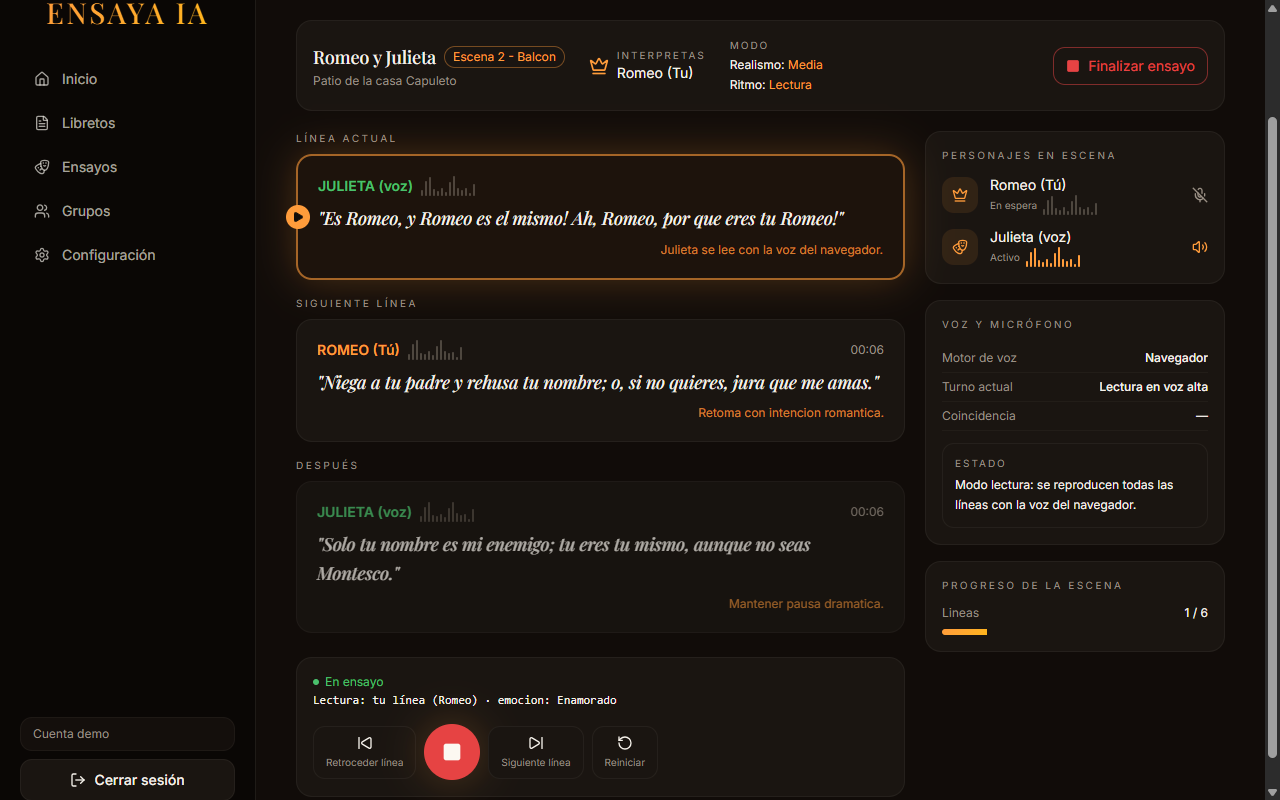 ENSAYA IA
Inicio
Libretos
Ensayos
Grupos
Configuración
Cuenta demo
Cerrar sesión
Romeo y Julieta
Escena 2 - Balcon
Patio de la casa Capuleto
INTERPRETAS
Romeo (Tu)
MODO
Realismo: Media
Ritmo: Lectura
Finalizar ensayo
LÍNEA ACTUAL
JULIETA (voz)
"Es Romeo, y Romeo es el mismo! Ah, Romeo, por que eres tu Romeo!"
Julieta se lee con la voz del navegador.
SIGUIENTE LÍNEA
ROMEO (Tú)
00:06
"Niega a tu padre y rehusa tu nombre; o, si no quieres, jura que me amas."
Retoma con intencion romantica.
DESPUÉS
JULIETA (voz)
00:06
"Solo tu nombre es mi enemigo; tu eres tu mismo, aunque no seas
Montesco."
Mantener pausa dramatica.
En ensayo
Lectura: tu línea (Romeo) · emocion: Enamorado
Retroceder línea
Siguiente línea
Reiniciar
PERSONAJES EN ESCENA
Romeo (Tú)
En espera
Julieta (voz)
Activo
VOZ Y MICRÓFONO
Motor de voz
Navegador
Turno actual
Lectura en voz alta
Coincidencia
—
ESTADO
Modo lectura: se reproducen todas las
líneas con la voz del navegador.
PROGRESO DE LA ESCENA
Lineas
1 / 6